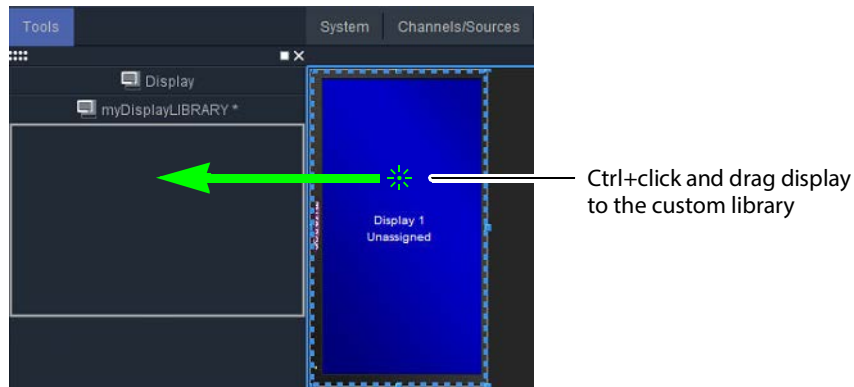 Tools
System
Channels/Sources
Display
myDisplayLIBRARY *
Display 1
Unassigned
Ctrl+click and drag display
to the custom library